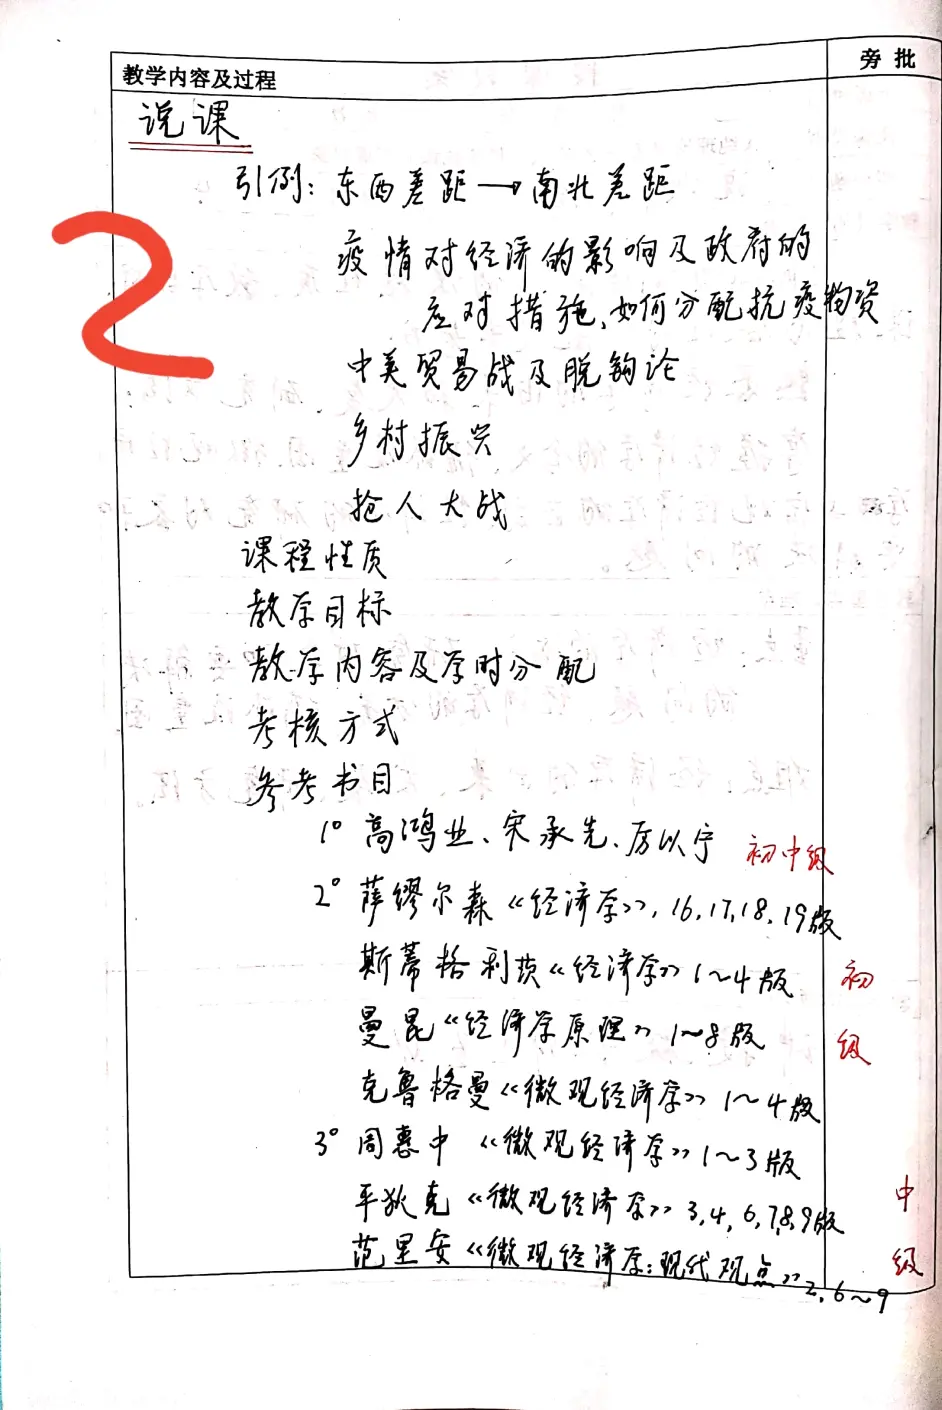 教学内容及过程 旁批
说课
引例：东西差距→南北差距
2
疫情对经济的影响及政府的
应对措施、如何分配抗疫物资
中美贸易战及脱钩论
乡村振兴
抢人大战
课程性质
教学目标
教学内容及学时分配
考核方式
参考书目
1° 高鸿业、宋承先、厉以宁 初中级
2° 萨缪尔森《经济学》，16,17,18,19版
斯蒂格利茨《经济学》1～4版 初
曼昆《经济学原理》1～8版 级
克鲁格曼《微观经济学》1～4版
3° 周惠中《微观经济学》1～3版
平狄克《微观经济学》3,4,6,7,8,9版 中
范里安《微观经济学：现代观点》2,6～9 级